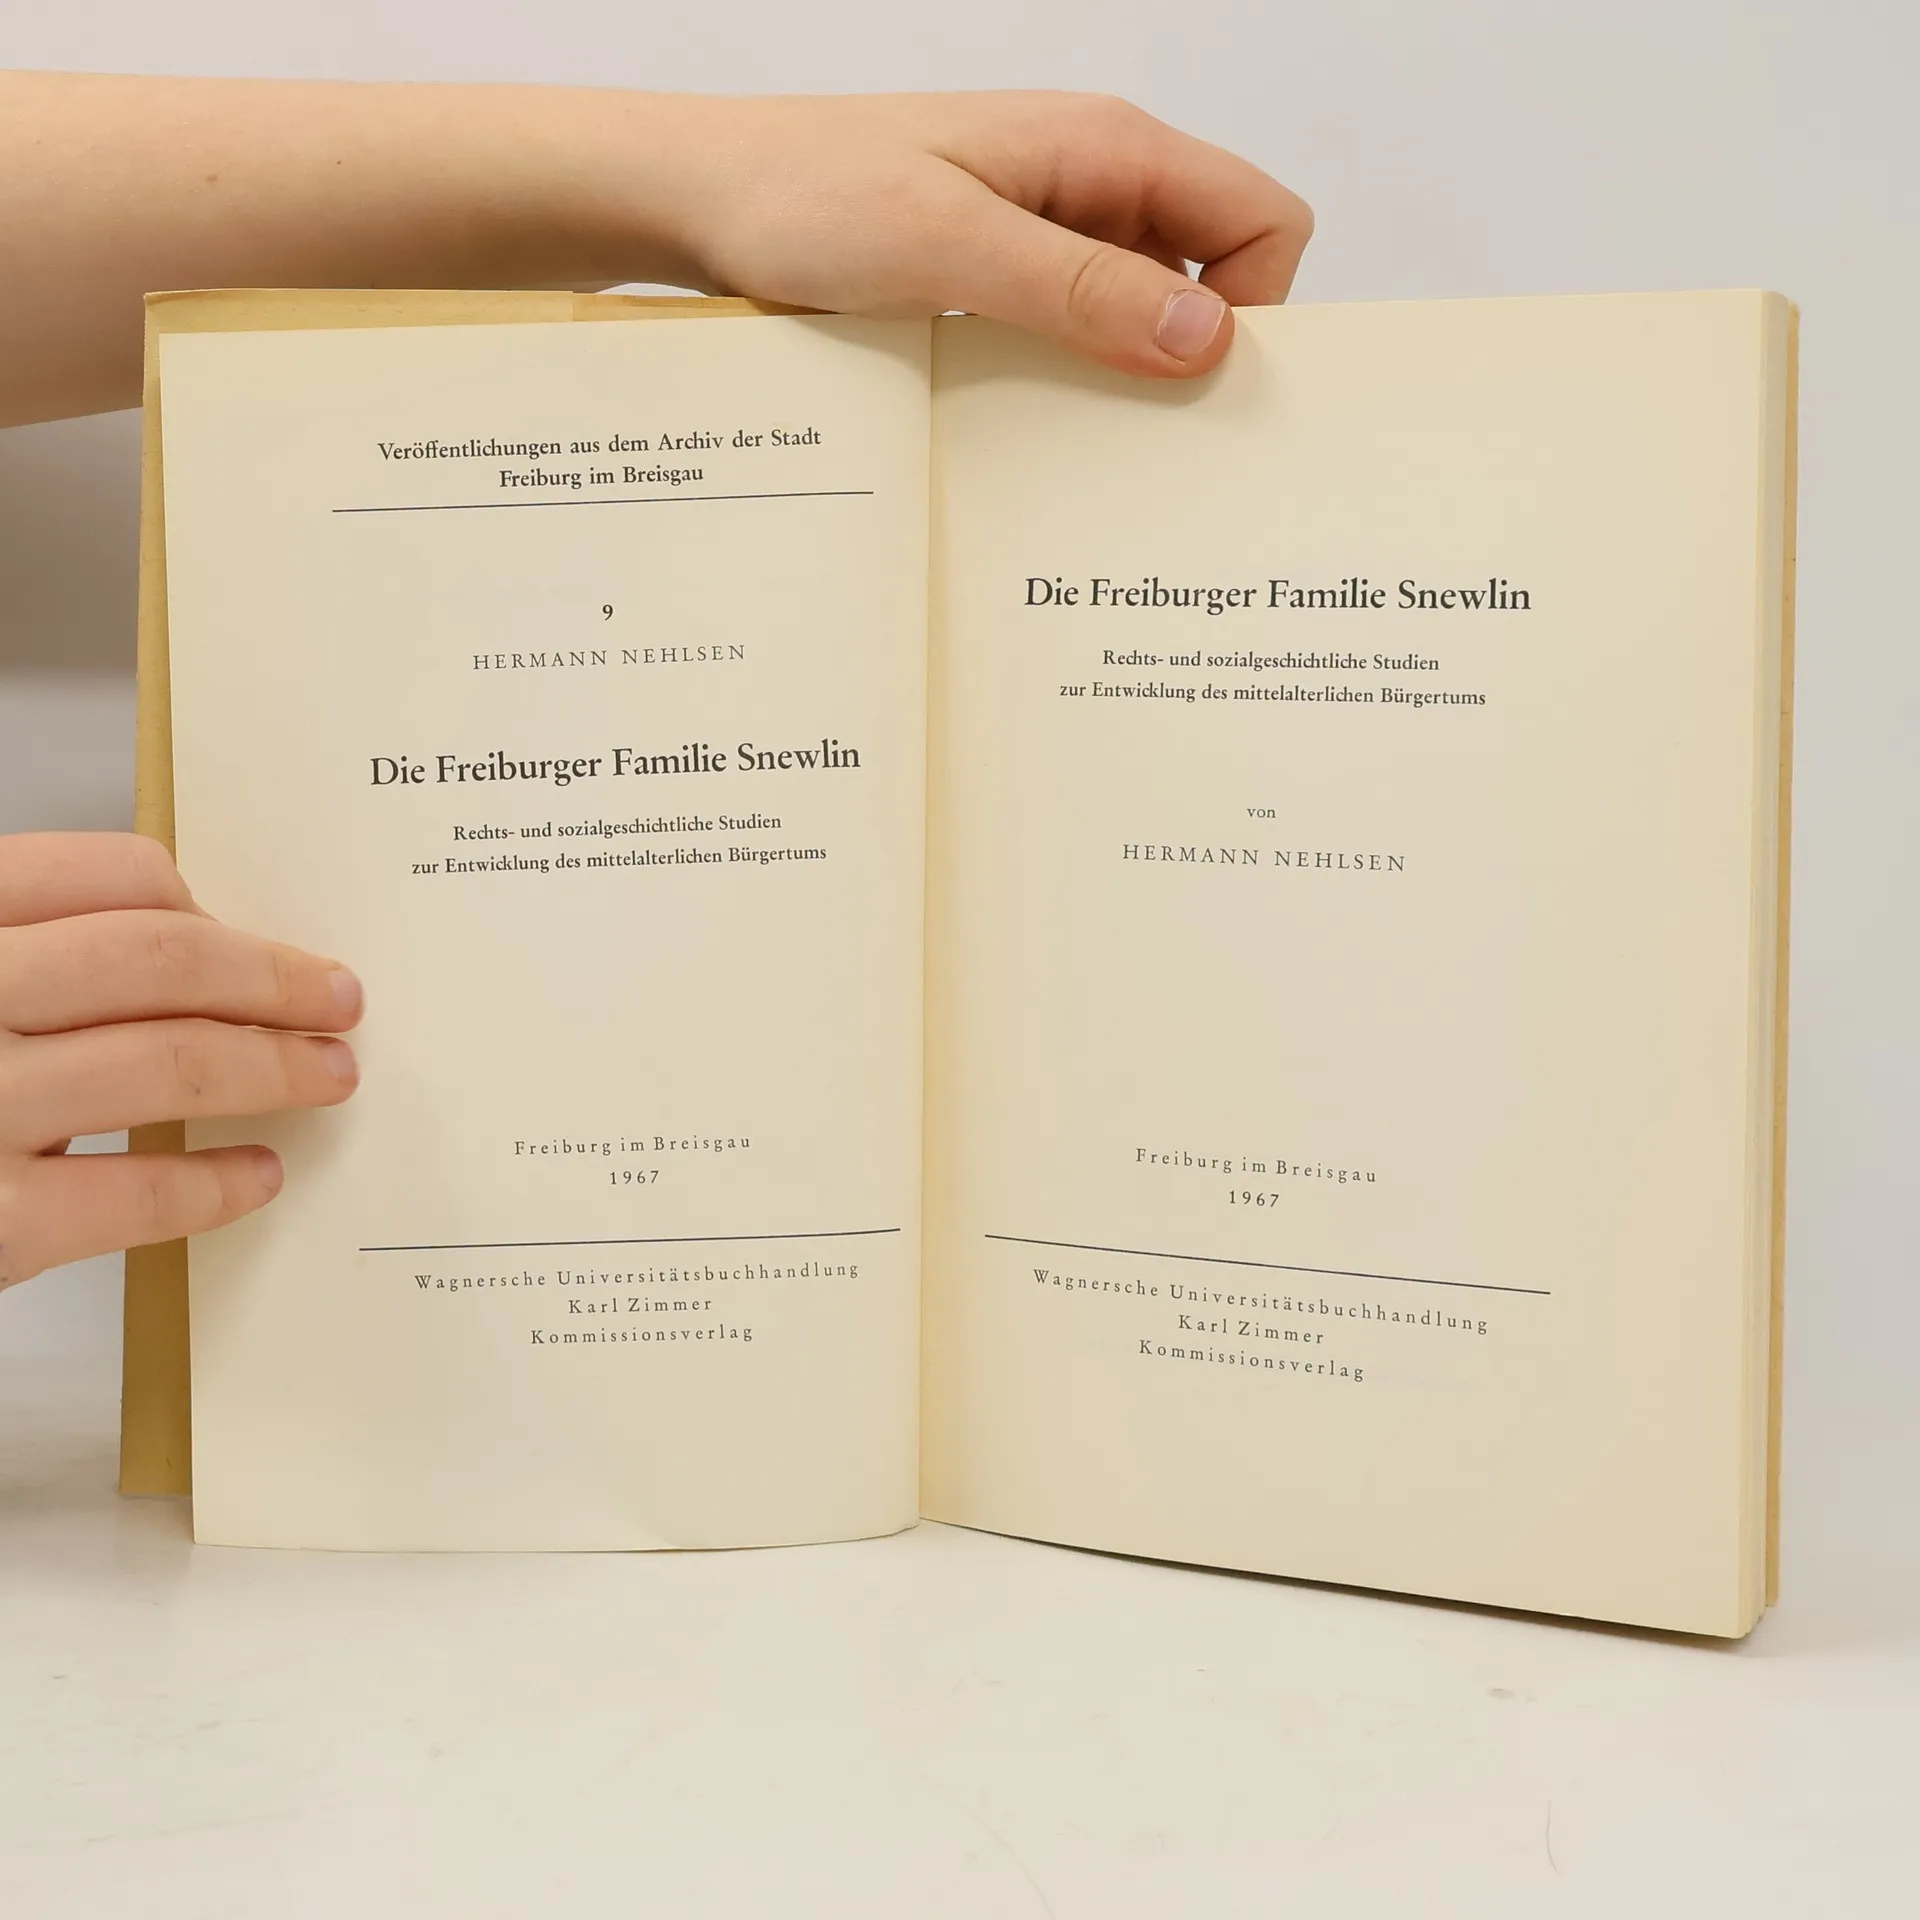 Veröffentlichungen aus dem Archiv der Stadt
Freiburg im Breisgau
9
HERMANN NEHLSEN
Die Freiburger Familie Snewlin
Rechts- und sozialgeschichtliche Studien
zur Entwicklung des mittelalterlichen Bürgertums
Freiburg im Breisgau
1967
Wagnersche Universitätsbuchhandlung
Karl Zimmer
Kommissionsverlag
Die Freiburger Familie Snewlin
Rechts- und sozialgeschichtliche Studien
zur Entwicklung des mittelalterlichen Bürgertums
von
HERMANN NEHLSEN
Freiburg im Breisgau
1967
Wagnersche Universitätsbuchhandlung
Karl Zimmer
Kommissionsverlag